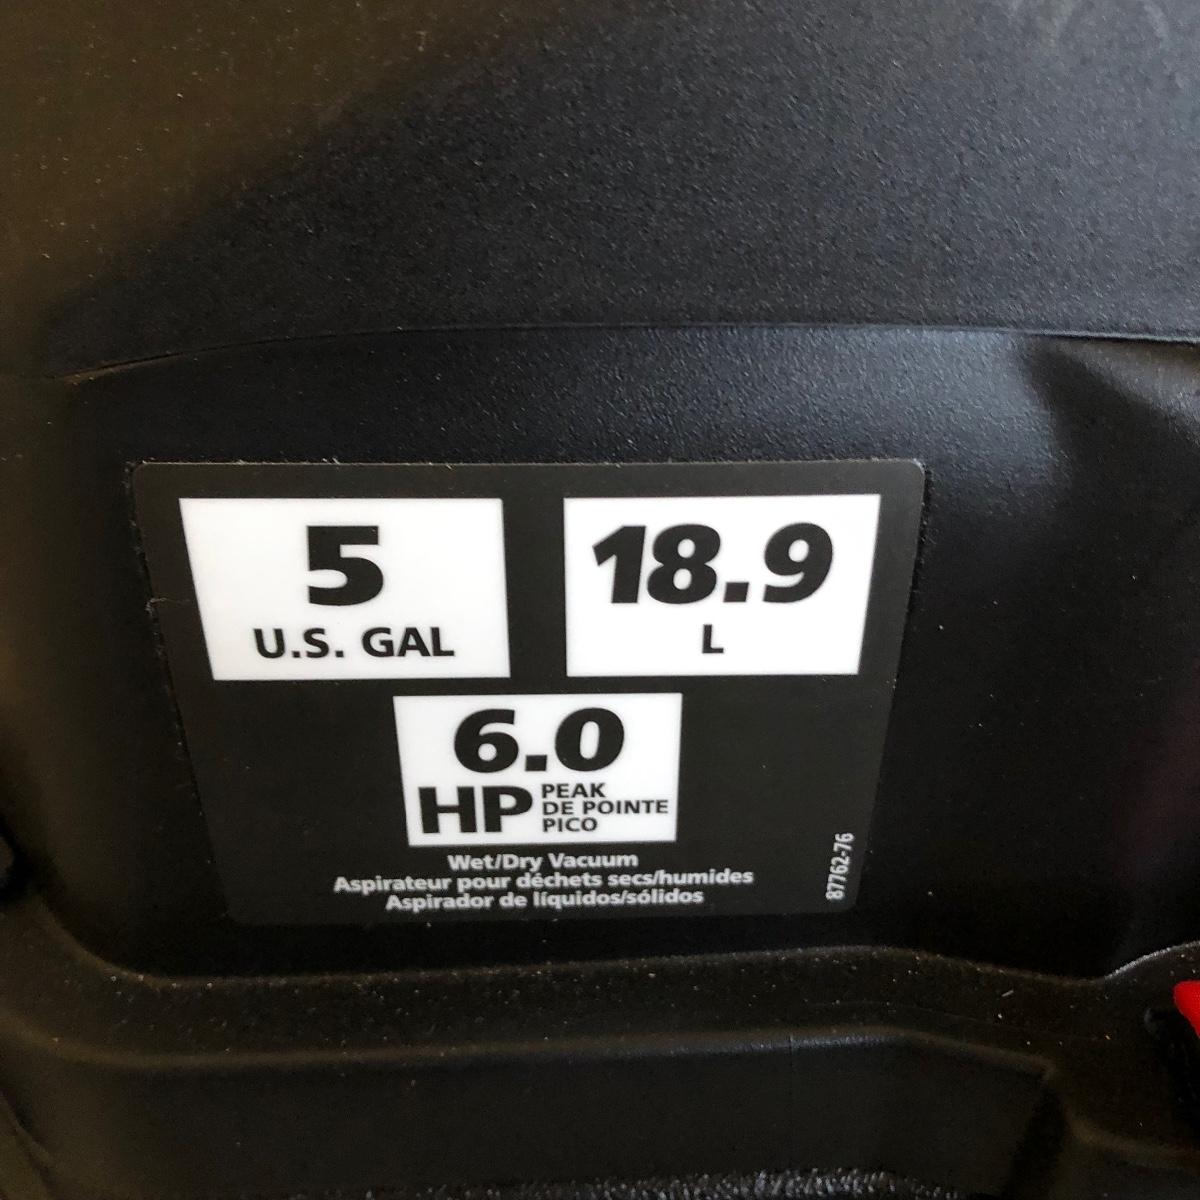 5
U.S. GAL
18.9
L
6.0
HP PEAK
DE POINTE
PICO
Wet/Dry Vacuum
Aspirateur pour déchets secs/humides
Aspirador de líquidos/sólidos
87762-76